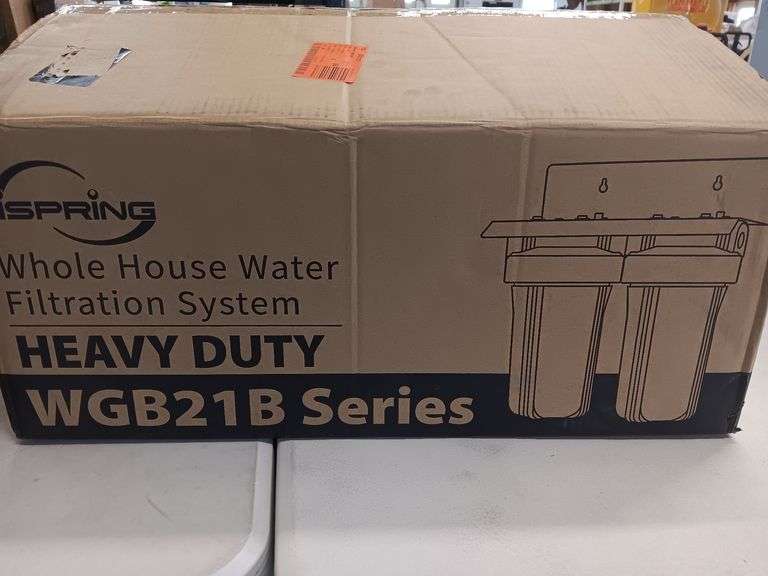 iSPRING
Whole House Water
Filtration System
HEAVY DUTY
WGB21B Series